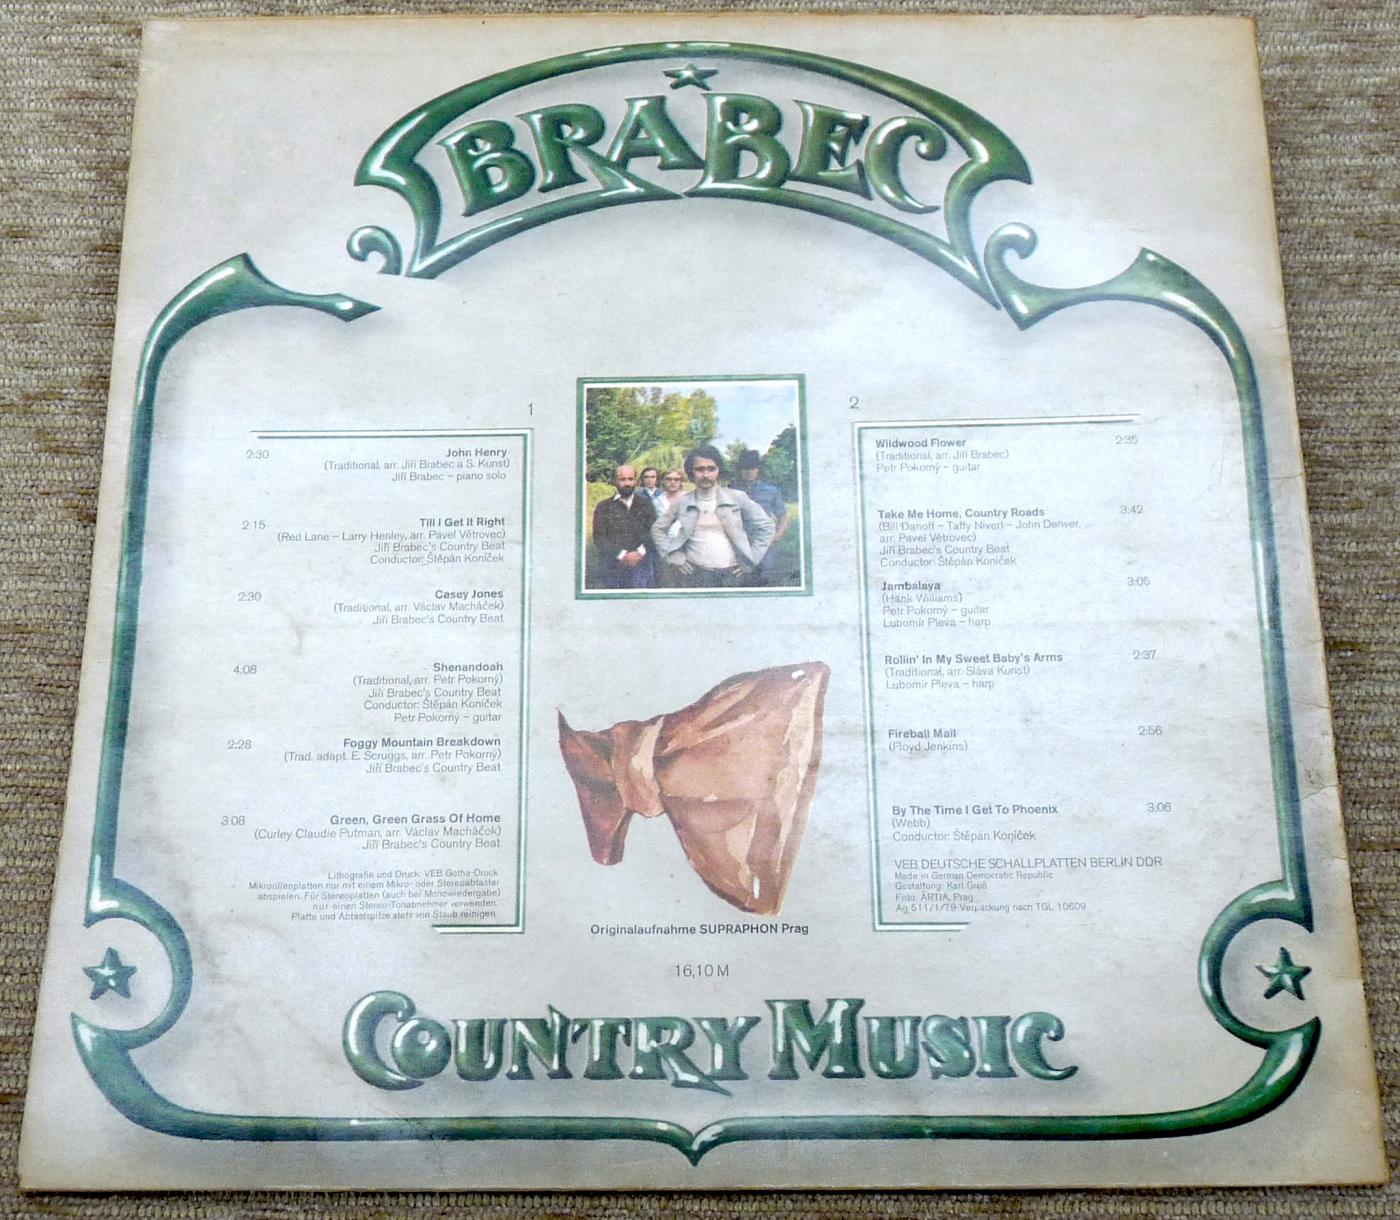 BRABEC
1
2:30 John Henry
(Traditional, arr. Jiří Brabec a S. Kunst)
Jiří Brabec – piano solo
2:15 Till I Get It Right
(Red Lane – Larry Henley, arr. Pavel Větrovec)
Jiří Brabec's Country Beat
Conductor: Štěpán Koníček
2:30 Casey Jones
(Traditional, arr. Václav Macháček)
Jiří Brabec's Country Beat
4:08 Shenandoah
(Traditional, arr. Petr Pokorný)
Jiří Brabec's Country Beat
Conductor: Štěpán Koníček
Petr Pokorný – guitar
2:28 Foggy Mountain Breakdown
(Trad. adapt. E. Scruggs, arr. Petr Pokorný)
Jiří Brabec's Country Beat
3:08 Green, Green Grass Of Home
(Curley Claudie Putman, arr. Václav Macháčok)
Jiří Brabec's Country Beat
Lithografie und Druck: VEB Gotha-Druck
Mikrorillenplatten nur mit einem Mikro- oder Stereoabtaster
abspielen. Für Stereoplatten (auch bei Monowiedergabe)
nur einen Stereo-Tonabnehmer verwenden.
Platte und Abtastspitze stets von Staub reinigen.
2
Wildwood Flower 2:35
(Traditional, arr. Jiří Brabec)
Petr Pokorný – guitar
Take Me Home, Country Roads 3:42
(Bill Danoff – Taffy Nivert – John Denver,
arr. Pavel Větrovec)
Jiří Brabec's Country Beat
Conductor: Štěpán Koníček
Jambalaya 3:05
(Hank Williams)
Petr Pokorný – guitar
Lubomír Pleva – harp
Rollin' In My Sweet Baby's Arms 2:37
(Traditional, arr. Sláva Kunst)
Lubomír Pleva – harp
Fireball Mail 2:56
(Floyd Jenkins)
By The Time I Get To Phoenix 3:06
(Webb)
Conductor: Štěpán Koníček
VEB DEUTSCHE SCHALLPLATTEN BERLIN DDR
Made in German Democratic Republic
Gestaltung: Karl Greß
Foto: ARTIA, Prag
Ag 511/1/79 Verpackung nach TGL 10609
Originalaufnahme SUPRAPHON Prag
16,10 M
COUNTRY MUSIC